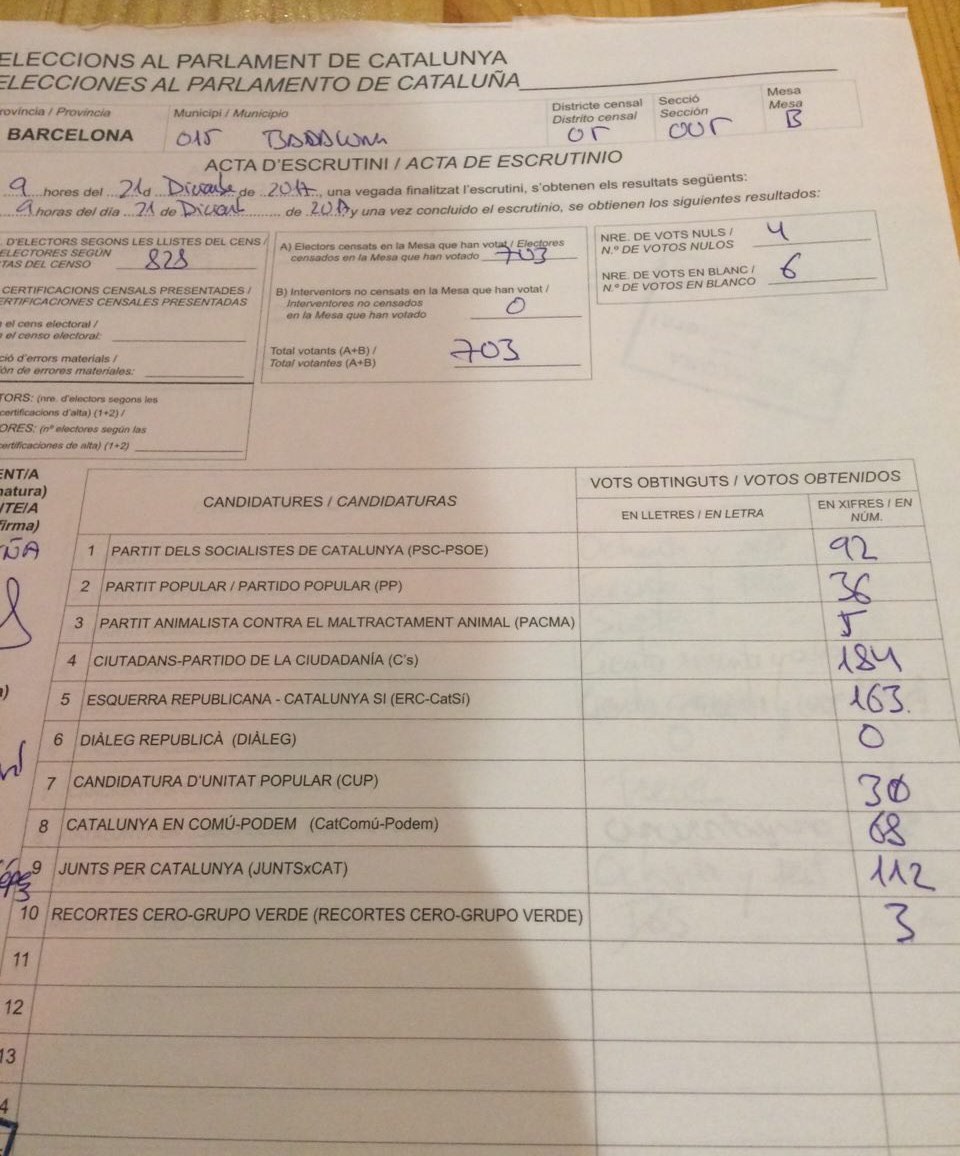 ELECCIONS AL PARLAMENT DE CATALUNYA
ELECCIONES AL PARLAMENTO DE CATALUÑA
rovíncia / Provincia Municipi / Municipio Districte censal Secció Mesa
Distrito censal Sección Mesa
BARCELONA 015 BADALONA 05 005 B
ACTA D'ESCRUTINI / ACTA DE ESCRUTINIO
9 hores del 21 d de 2017, una vegada finalitzat l'escrutini, s'obtenen els resultats següents:
9 horas del día 21 de de 2017 y una vez concluido el escrutinio, se obtienen los siguientes resultados:
. D'ELECTORS SEGONS LES LLISTES DEL CENS /
ELECTORES SEGÚN
TAS DEL CENSO 828
CERTIFICACIONS CENSALS PRESENTADES /
ERTIFICACIONES CENSALES PRESENTADAS
n el cens electoral /
n el censo electoral:
ció d'errors materials /
ión de errores materiales:
TORS: (nre. d'electors segons les
certificacions d'alta) (1+2) /
ORES: (nº electores según las
certificaciones de alta) (1+2)
A) Electors censats en la Mesa que han votat / Electores
censados en la Mesa que han votado 703
B) Interventors no censats en la Mesa que han votat /
Interventores no censados
en la Mesa que han votado 0
Total votants (A+B) /
Total votantes (A+B) 703
NRE. DE VOTS NULS /
N.º DE VOTOS NULOS 4
NRE. DE VOTS EN BLANC /
N.º DE VOTOS EN BLANCO 6
ENT/A
natura)
NTE/A
firma)
ÑA
CANDIDATURES / CANDIDATURAS VOTS OBTINGUTS / VOTOS OBTENIDOS
EN LLETRES / EN LETRA EN XIFRES / EN
NÚM.
1 PARTIT DELS SOCIALISTES DE CATALUNYA (PSC-PSOE) 92
2 PARTIT POPULAR / PARTIDO POPULAR (PP) 36
3 PARTIT ANIMALISTA CONTRA EL MALTRACTAMENT ANIMAL (PACMA) 5
4 CIUTADANS-PARTIDO DE LA CIUDADANÍA (C's) 184
5 ESQUERRA REPUBLICANA - CATALUNYA SI (ERC-CatSí) 163.
6 DIÀLEG REPUBLICÀ (DIÀLEG) 0
7 CANDIDATURA D'UNITAT POPULAR (CUP) 30
8 CATALUNYA EN COMÚ-PODEM (CatComú-Podem) 68
9 JUNTS PER CATALUNYA (JUNTSxCAT) 112
10 RECORTES CERO-GRUPO VERDE (RECORTES CERO-GRUPO VERDE) 3
11
12
13
4